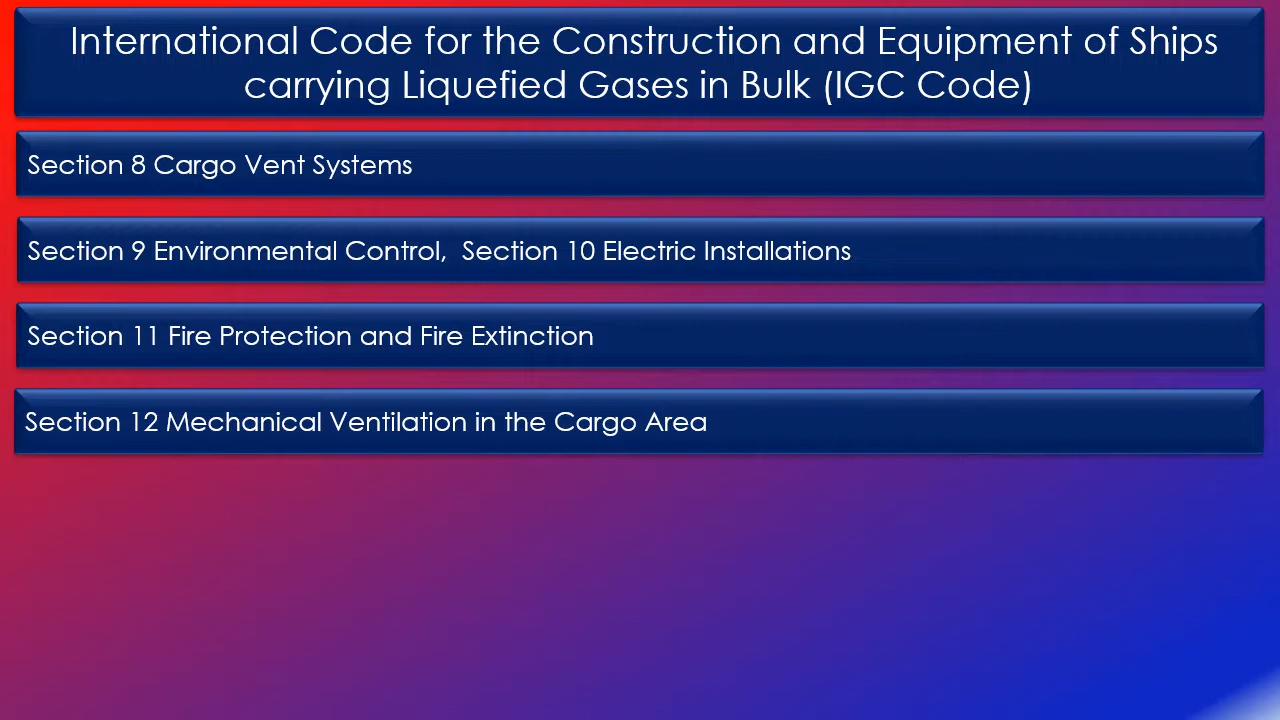 International Code for the Construction and Equipment of Ships
carrying Liquefied Gases in Bulk (IGC Code)
Section 8 Cargo Vent Systems
Section 9 Environmental Control,  Section 10 Electric Installations
Section 11 Fire Protection and Fire Extinction
Section 12 Mechanical Ventilation in the Cargo Area